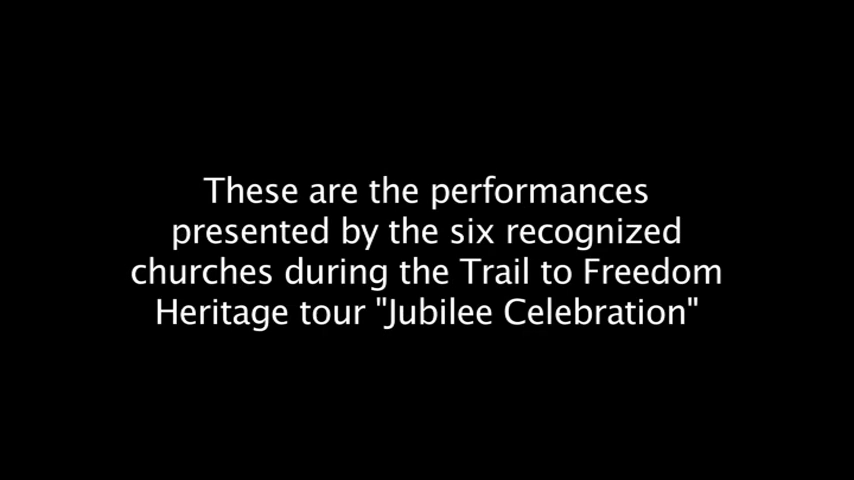 These are the performances
presented by the six recognized
churches during the Trail to Freedom
Heritage tour "Jubilee Celebration"